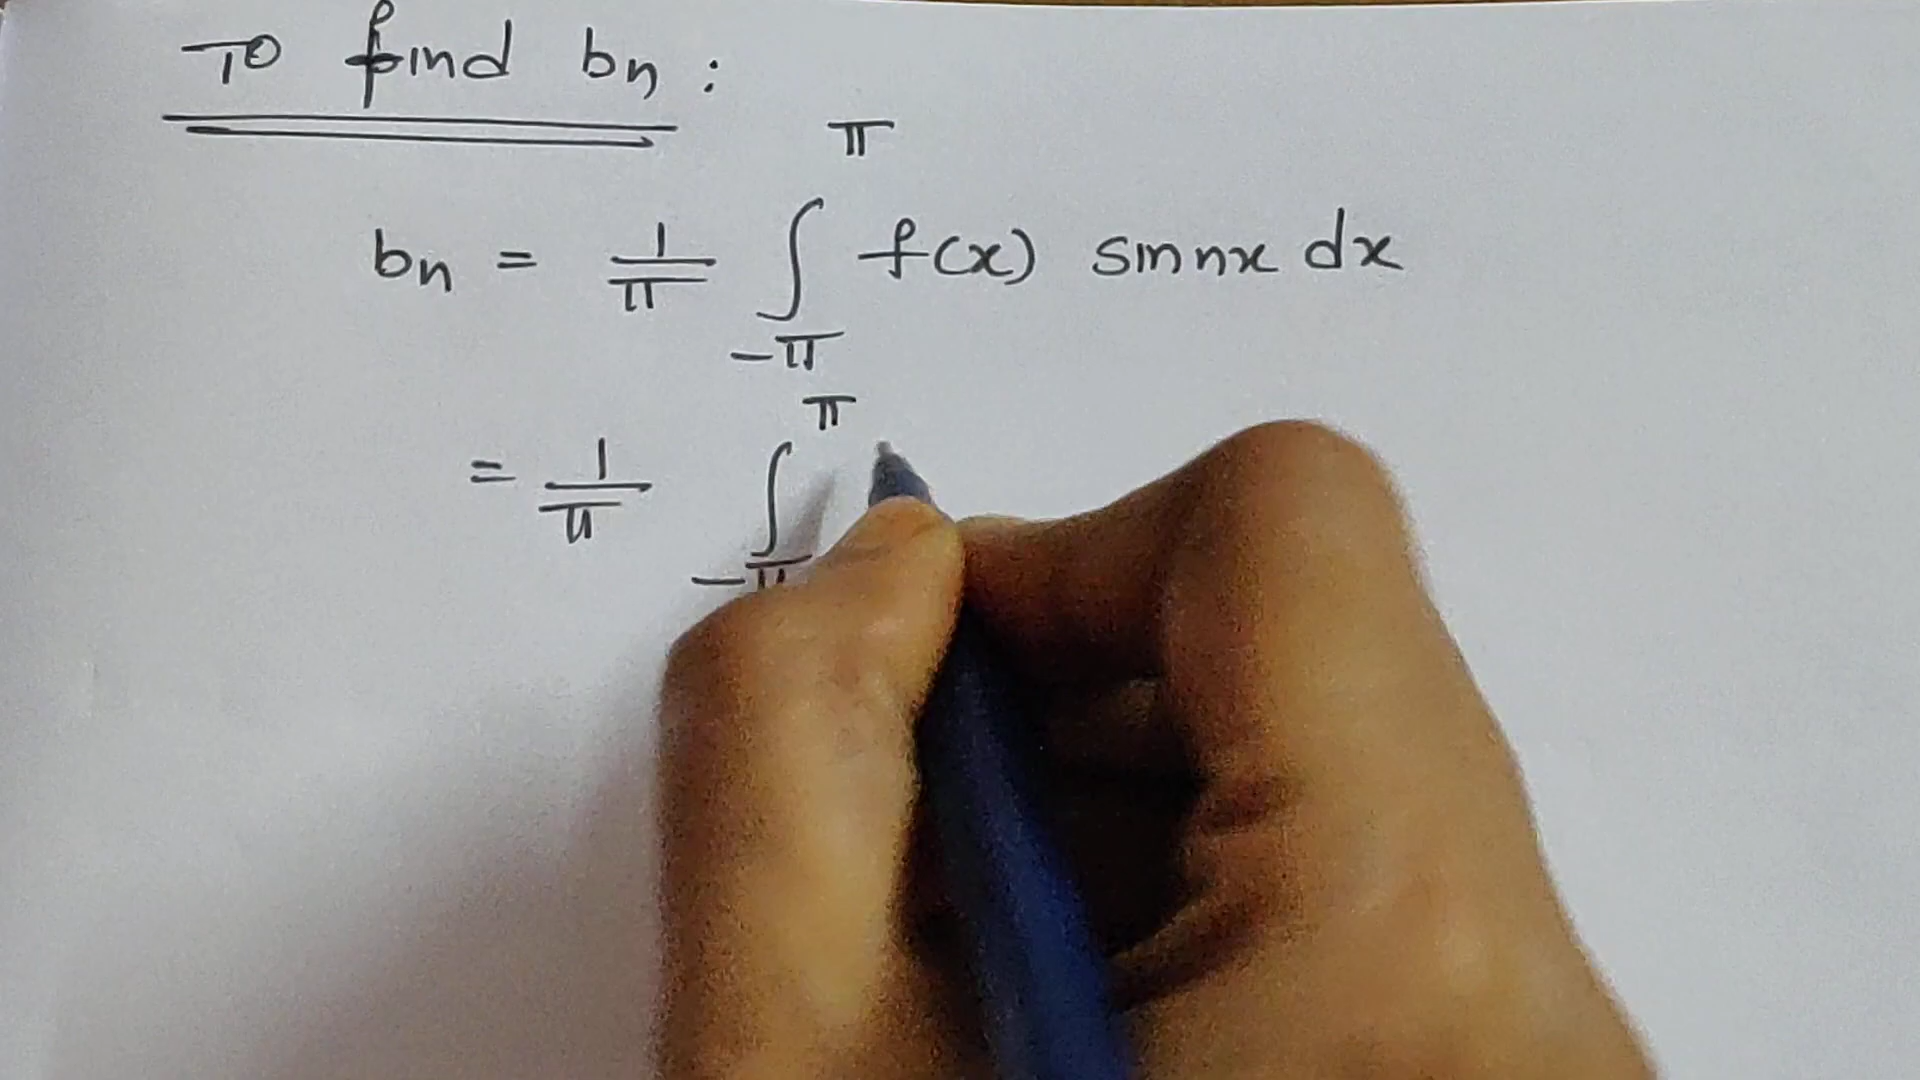 To find bn :
bn = 1/π ∫_{-π}^{π} f(x) sin nx dx
= 1/π ∫_{-π}^{π}